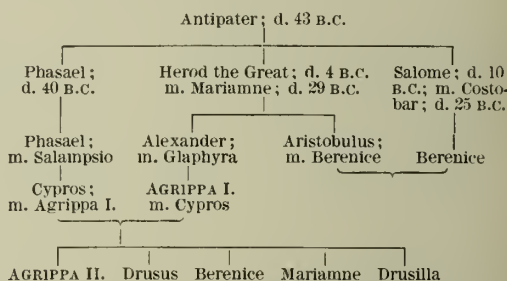 Antipater; d. 43 B.C.
Phasael; Herod the Great; d. 4 B.C. Salome; d. 10
d. 40 B.C. m. Mariamne; d. 29 B.C. B.C.; m. Costo-
bar; d. 25 B.C.
Phasael; Alexander; Aristobulus;
m. Salampsio m. Glaphyra m. Berenice Berenice
Cypros; AGRIPPA I.
m. Agrippa I. m. Cypros
AGRIPPA II. Drusus Berenice Mariamne Drusilla